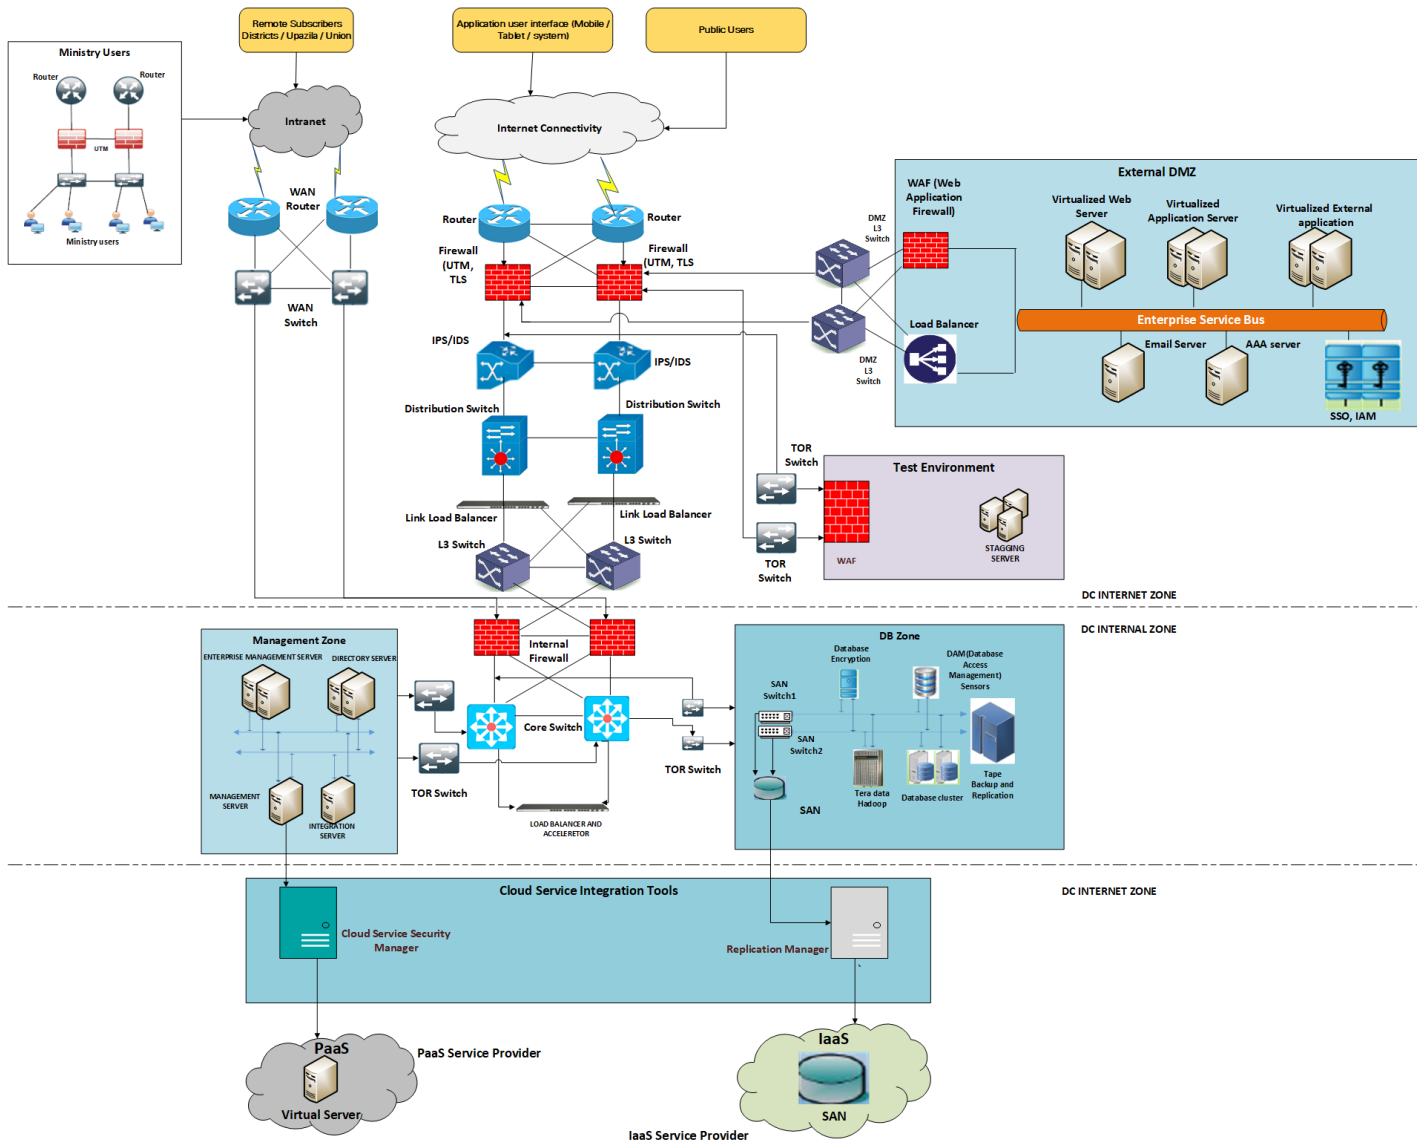 Remote Subscribers
Districts / Upazila / Union
Application user interface (Mobile /
Tablet / system)
Public Users
Ministry Users
Router
Router
UTM
Ministry users
Intranet
Internet Connectivity
WAN
Router
WAN
Switch
Router
Router
Firewall
(UTM,
TLS
Firewall
(UTM, TLS
IPS/IDS
IPS/IDS
Distribution Switch
Distribution Switch
Link Load Balancer
Link Load Balancer
L3 Switch
L3 Switch
DMZ
L3
Switch
DMZ
L3
Switch
External DMZ
WAF (Web
Application
Firewall)
Load Balancer
Virtualized Web
Server
Virtualized
Application Server
Virtualized External
application
Enterprise Service Bus
Email Server
AAA server
SSO, IAM
TOR
Switch
TOR
Switch
Test Environment
WAF
STAGGING
SERVER
DC INTERNET ZONE
DC INTERNAL ZONE
Management Zone
ENTERPRISE MANAGEMENT SERVER
DIRECTORY SERVER
MANAGEMENT
SERVER
INTEGRATION
SERVER
TOR Switch
Internal
Firewall
Core Switch
LOAD BALANCER AND
ACCELERETOR
TOR Switch
DB Zone
SAN
Switch1
SAN
Switch2
SAN
Database
Encryption
DAM(Database
Access
Management)
Sensors
Tera data
Hadoop
Database cluster
Tape
Backup and
Replication
DC INTERNET ZONE
Cloud Service Integration Tools
Cloud Service Security
Manager
Replication Manager
PaaS
Virtual Server
PaaS Service Provider
IaaS
SAN
IaaS Service Provider